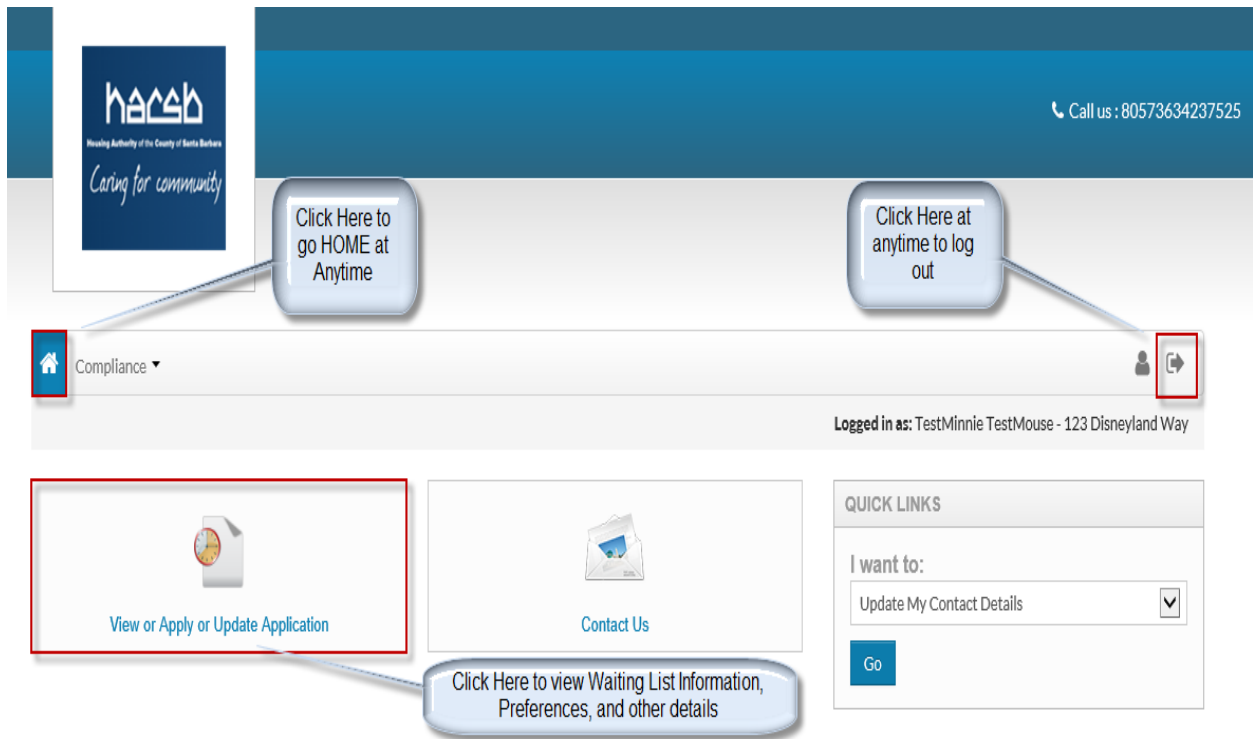 hacsb
Housing Authority of the County of Santa Barbara
Caring for community
Call us : 80573634237525
Click Here to
go HOME at
Anytime
Click Here at
anytime to log
out
Compliance
Logged in as: TestMinnie TestMouse - 123 Disneyland Way
View or Apply or Update Application
Contact Us
QUICK LINKS
I want to:
Update My Contact Details
Go
Click Here to view Waiting List Information,
Preferences, and other details